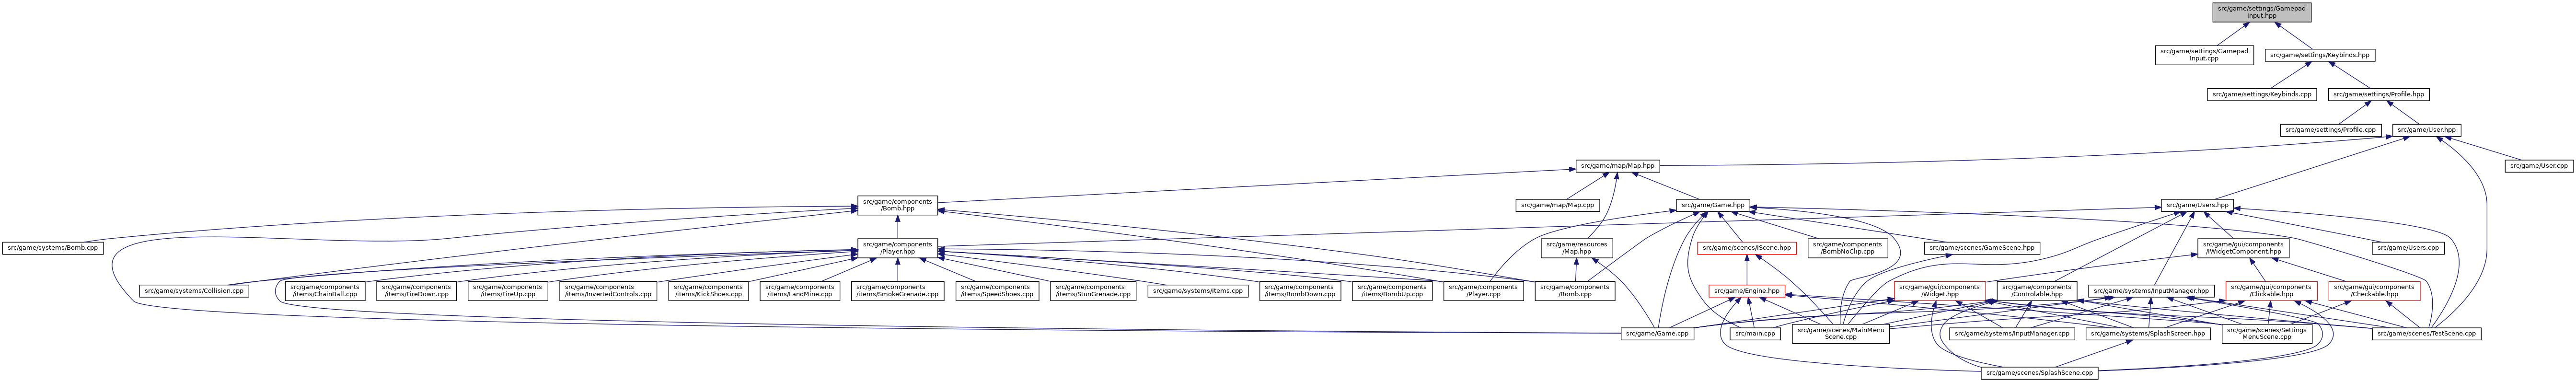 src/game/settings/Gamepad
Input.hpp
src/game/settings/Gamepad
Input.cpp
src/game/settings/Keybinds.hpp
src/game/settings/Keybinds.cpp
src/game/settings/Profile.hpp
src/game/settings/Profile.cpp
src/game/User.hpp
src/game/map/Map.hpp
src/game/User.cpp
src/game/components
/Bomb.hpp
src/game/map/Map.cpp
src/game/Game.hpp
src/game/Users.hpp
src/game/systems/Bomb.cpp
src/game/components
/Player.hpp
src/game/resources
/Map.hpp
src/game/scenes/IScene.hpp
src/game/components
/BombNoClip.cpp
src/game/scenes/GameScene.hpp
src/game/gui/components
/WidgetComponent.hpp
src/game/Users.cpp
src/game/systems/Collision.cpp
src/game/components
/items/ChainBall.cpp
src/game/components
/items/FireDown.cpp
src/game/components
/items/FireUp.cpp
src/game/components
/items/InvertedControls.cpp
src/game/components
/items/KickShoes.cpp
src/game/components
/items/LandMine.cpp
src/game/components
/items/SmokeGrenade.cpp
src/game/components
/items/SpeedShoes.cpp
src/game/components
/items/StunGrenade.cpp
src/game/systems/Items.cpp
src/game/components
/items/BombDown.cpp
src/game/components
/items/BombUp.cpp
src/game/components
/Player.cpp
src/game/components
/Bomb.cpp
src/game/Engine.hpp
src/game/gui/components
/Widget.hpp
src/game/components
/Controlable.hpp
src/game/systems/InputManager.hpp
src/game/gui/components
/Clickable.hpp
src/game/gui/components
/Checkable.hpp
src/game/Game.cpp
src/main.cpp
src/game/scenes/MainMenu
Scene.cpp
src/game/systems/InputManager.cpp
src/game/systems/SplashScreen.hpp
src/game/scenes/Settings
MenuScene.cpp
src/game/scenes/TestScene.cpp
src/game/scenes/SplashScene.cpp